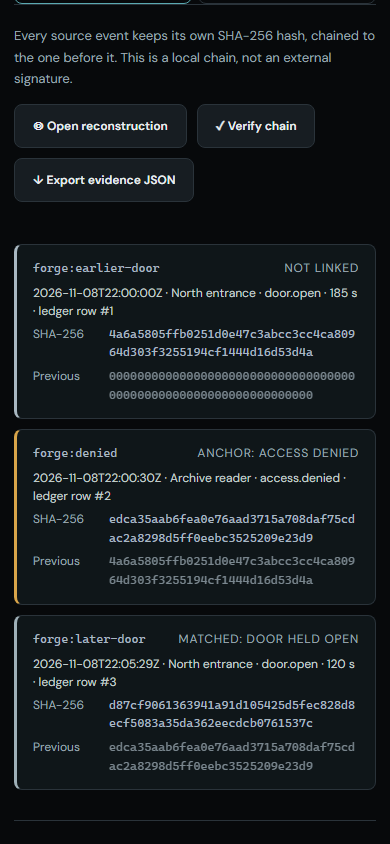 Every source event keeps its own SHA-256 hash, chained to
the one before it. This is a local chain, not an external
signature.
Open reconstruction
✓ Verify chain
↓ Export evidence JSON
forge:earlier-door NOT LINKED
2026-11-08T22:00:00Z · North entrance · door.open · 185 s
· ledger row #1
SHA-256 4a6a5805ffb0251d0e47c3abcc3cc4ca809
64d303f3255194cf1444d16d53d4a
Previous 00000000000000000000000000000000000
00000000000000000000000000000
forge:denied ANCHOR: ACCESS DENIED
2026-11-08T22:00:30Z · Archive reader · access.denied ·
ledger row #2
SHA-256 edca35aab6fea0e76aad3715a708daf75cd
ac2a8298d5ff0eebc3525209e23d9
Previous 4a6a5805ffb0251d0e47c3abcc3cc4ca809
64d303f3255194cf1444d16d53d4a
forge:later-door MATCHED: DOOR HELD OPEN
2026-11-08T22:05:29Z · North entrance · door.open · 120 s
· ledger row #3
SHA-256 d87cf9061363941a91d105425d5fec828d8
ecf5083a35da362eecdcb0761537c
Previous edca35aab6fea0e76aad3715a708daf75cd
ac2a8298d5ff0eebc3525209e23d9